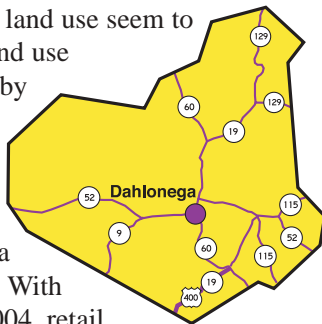 land use seem to
nd use
by
129
60
129
19
Dahlonega
52
115
9
52
60
115
a
19
With
400
004, retail